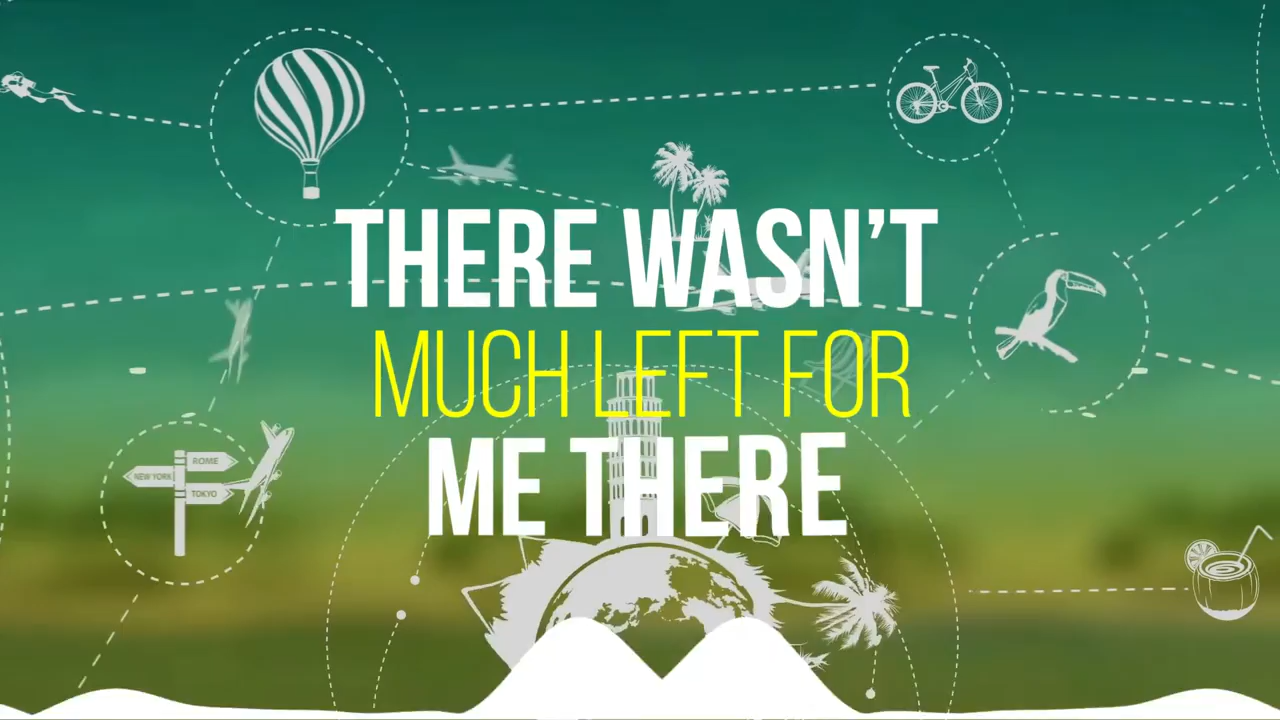 THERE WASN’T
MUCH LEFT FOR
ME THERE
ROME
NEW YORK
TOKYO